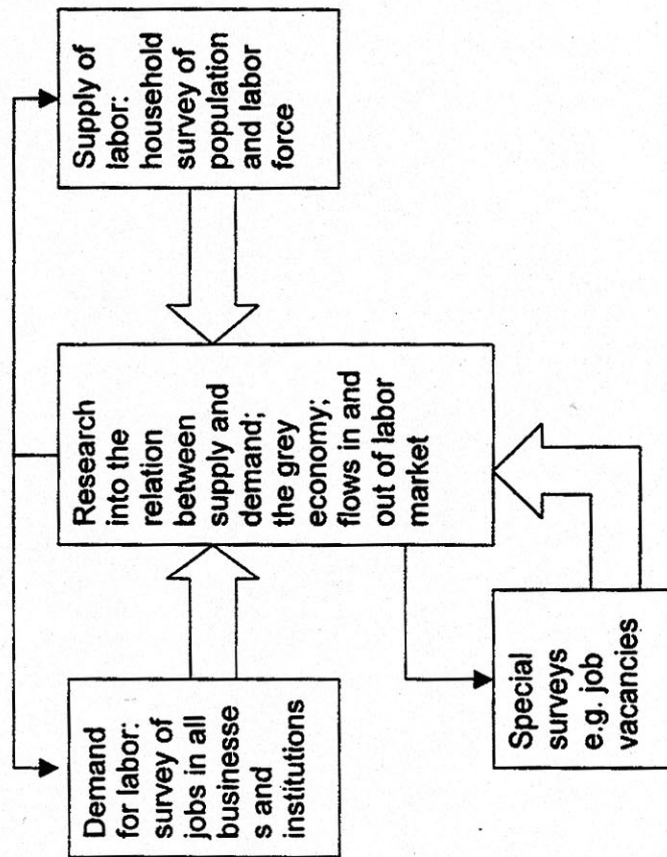 Demand
for labor:
survey of
jobs in all
businesse
s and
institutions
Research
into the
relation
between
supply and
demand;
the grey
economy;
flows in and
out of labor
market
Supply of
labor:
household
survey of
population
and labor
force
Special
surveys
e.g. job
vacancies